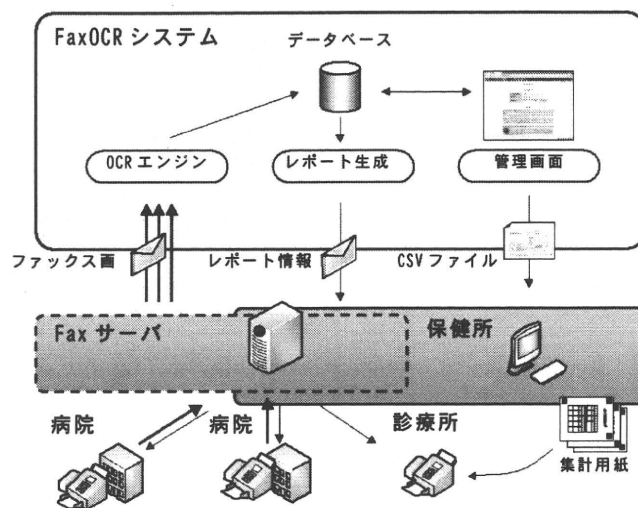 FaxOCR システム
データベース
OCR エンジン
レポート生成
管理画面
ファックス画
レポート情報
CSV ファイル
Fax サーバ
保健所
病院
病院
診療所
集計用紙